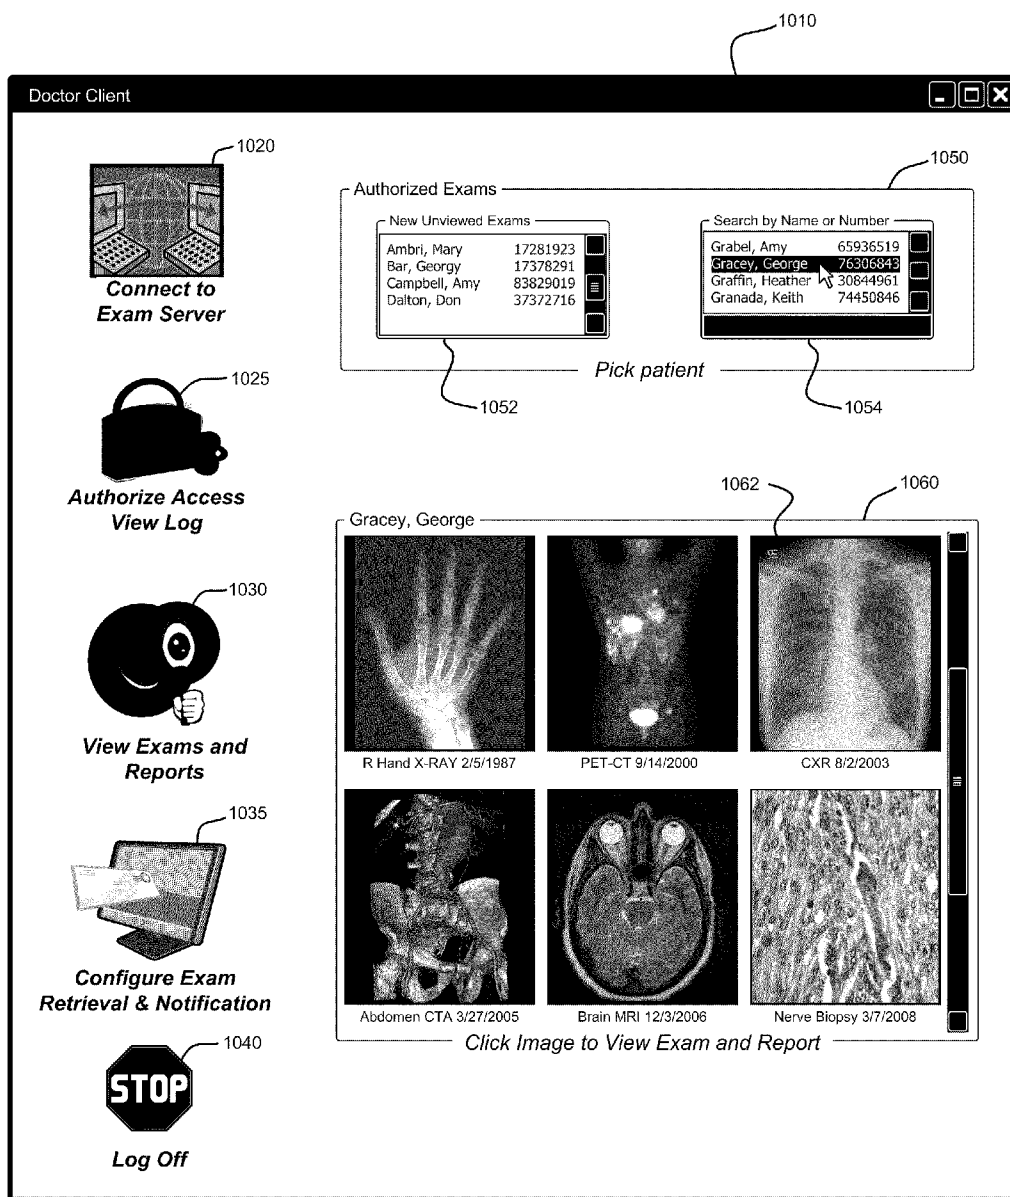 1010
Doctor Client
1020
Connect to
Exam Server
1025
Authorize Access
View Log
1030
View Exams and
Reports
1035
Configure Exam
Retrieval & Notification
1040
STOP
Log Off
1050
Authorized Exams
New Unviewed Exams
Ambri, Mary 17281923
Bar, Georgy 17378291
Campbell, Amy 83829019
Dalton, Don 37372716
1052
Search by Name or Number
Grabel, Amy 65936519
Gracey, George 76306843
Graffin, Heather 30844961
Granada, Keith 74450846
1054
Pick patient
1062
1060
Gracey, George
R Hand X-RAY 2/5/1987
PET-CT 9/14/2000
CXR 8/2/2003
Abdomen CTA 3/27/2005
Brain MRI 12/3/2006
Nerve Biopsy 3/7/2008
Click Image to View Exam and Report